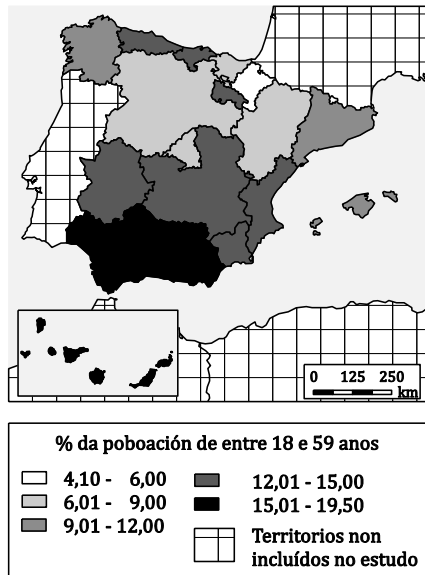 0 125 250
km
% da poboación de entre 18 e 59 anos
4,10 - 6,00
6,01 - 9,00
9,01 - 12,00
12,01 - 15,00
15,01 - 19,50
Territorios non
incluídos no estudo